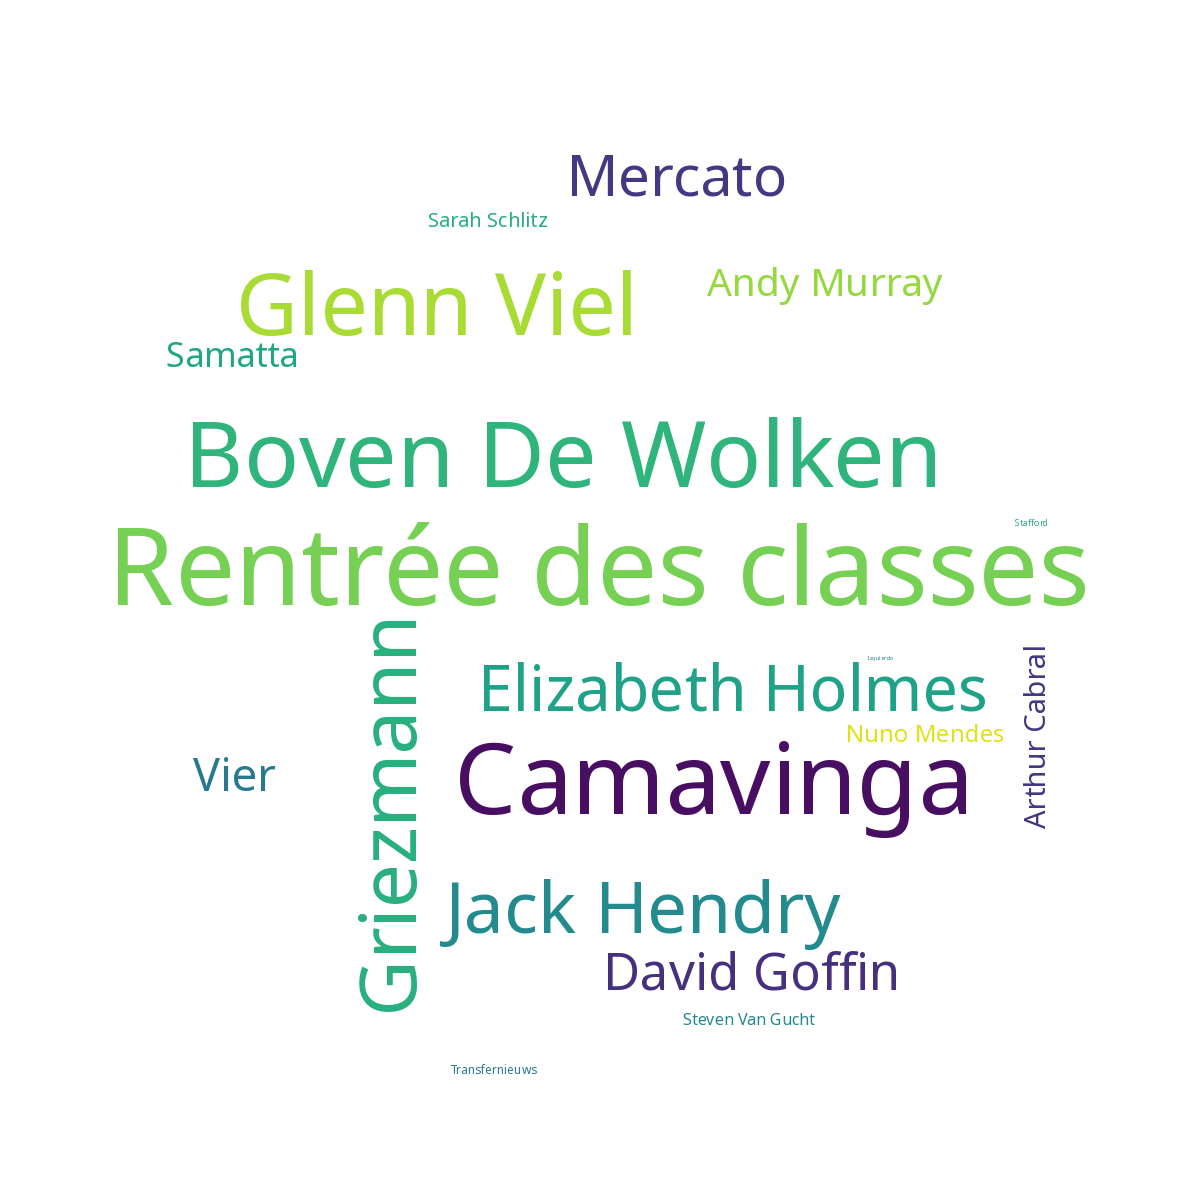 Mercato
Sarah Schlitz
Glenn Viel
Andy Murray
Samatta
Boven De Wolken
Stafford
Rentrée des classes
Griezmann
Izquierdo
Elizabeth Holmes
Arthur Cabral
Nuno Mendes
Vier
Camavinga
Jack Hendry
David Goffin
Steven Van Gucht
Transfernieuws